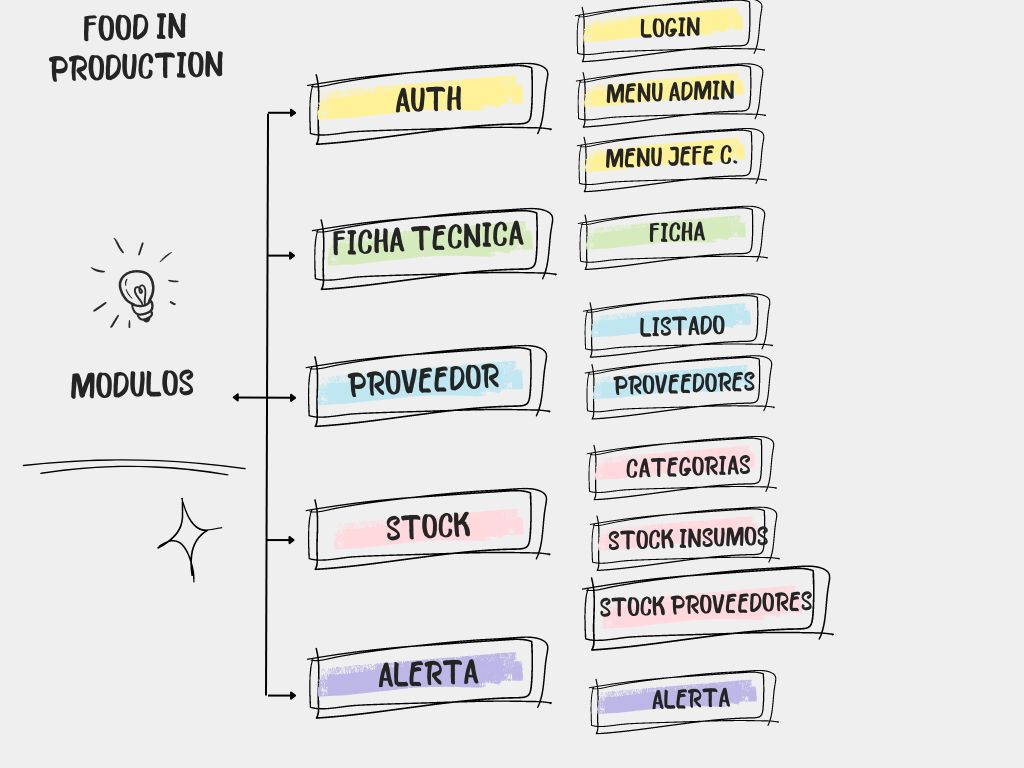 FOOD IN
PRODUCTION
MODULOS
AUTH
LOGIN
MENU ADMIN
MENU JEFE C.
FICHA TECNICA
FICHA
PROVEEDOR
LISTADO
PROVEEDORES
STOCK
CATEGORIAS
STOCK INSUMOS
STOCK PROVEEDORES
ALERTA
ALERTA